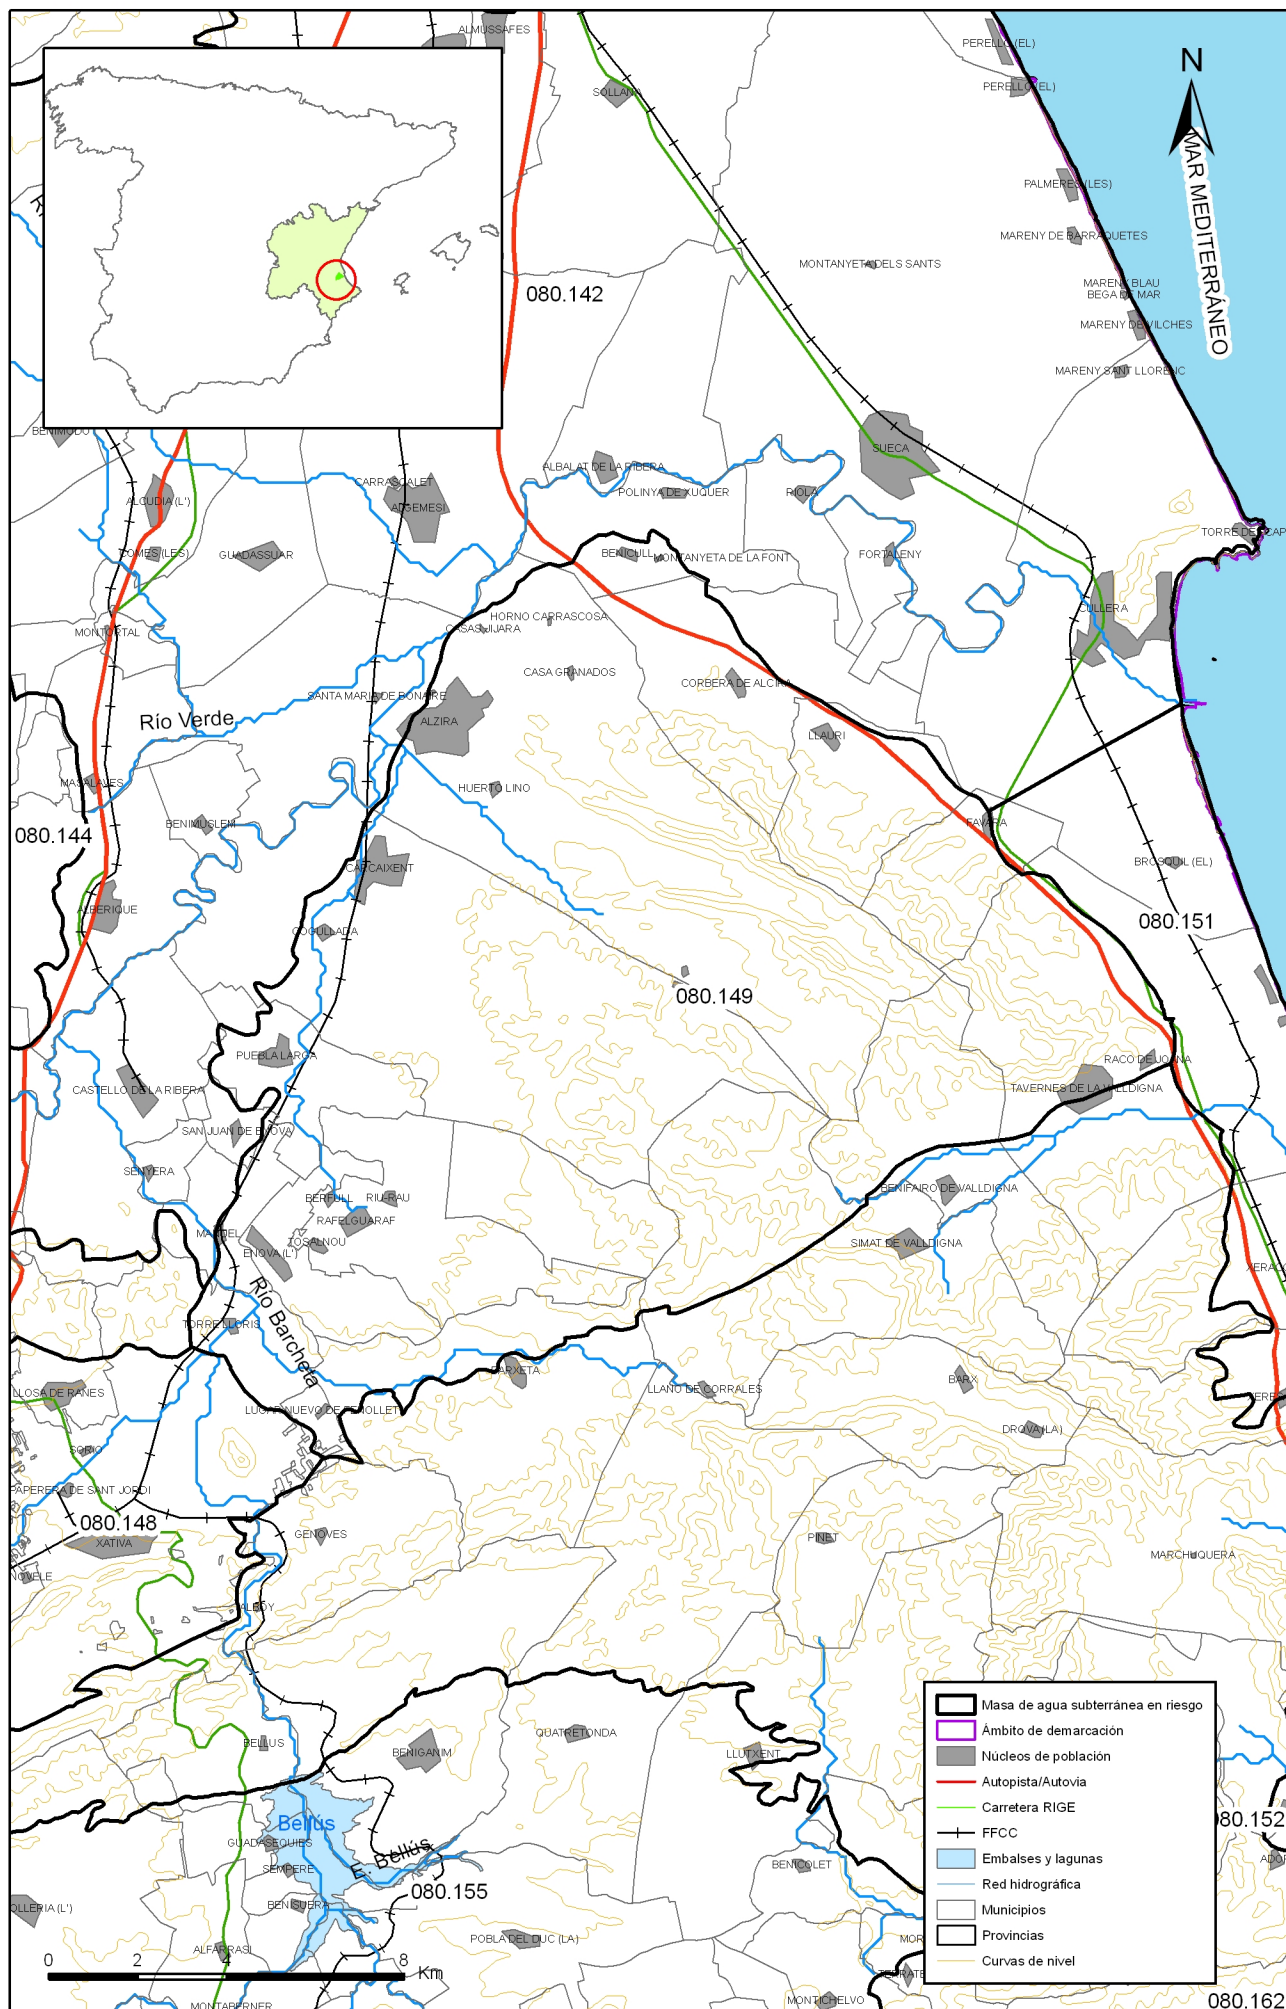 ALMUSSAFES
PERELLO (EL)
PERELLO (EL)
SOLLANA
N
MAR MEDITERRÁNEO
PALMERES (LES)
MARENY DE BARRAQUETES
MONTANYETA DELS SANTS
MARENY BLAU
BEGA DE MAR
080.142
MARENY DE VILCHES
MARENY SANT LLORENC
BENIMODO
SUECA
ALBALAT DE LA RIBERA
CARRASCALET
POLINYA DE XUQUER
RIOLA
ALCUDIA (L')
ALGEMESI
TORRE DEL CAP
COMES (LES)
GUADASSUAR
BENICULL
MONTANYETA DE LA FONT
FORTALENY
CULLERA
HORNO CARRASCOSA
MONTORTAL
CASAS JIJARA
CASA GRANADOS
CORBERA DE ALCIRA
SANTA MARIA DE BONAIRE
Río Verde
ALZIRA
LLAURI
MASALAVES
HUERTO LINO
BENIMUSLEM
FAVARA
080.144
BROSQUIL (EL)
CARCAIXENT
ALBERIQUE
080.151
COGULLADA
080.149
PUEBLA LARGA
RACO DE JOANA
CASTELLO DE LA RIBERA
TAVERNES DE LA VALLDIGNA
SAN JUAN DE ENOVA
SENYERA
BENIFAIRO DE VALLDIGNA
BERFULL
RIU-RAU
RAFELGUARAF
MANUEL
TOSALNOU
ENOVA (L')
SIMAT DE VALLDIGNA
XERACO
Río Barcheta
TORRE LLORIS
BARXETA
BARX
LLOSA DE RANES
LLANO DE CORRALES
LUGAR NUEVO DE FENOLLET
DROVA (LA)
SORIO
PAPERERA DE SANT JORDI
080.148
GENOVES
PINET
XATIVA
MARCHUQUERA
NOVELE
ALBOY
BELLUS
BENIGANIM
QUATRETONDA
LLUTXENT
Bellús
GUADASEQUIES
E. Bellús
SEMPERE
BENICOLET
080.155
BENISUERA
OLLERIA (L')
ALFARRASI
POBLA DEL DUC (LA)
MONTABERNER
MONTICHELVO
080.152
080.162
0 2 4 8 Km
Masa de agua subterránea en riesgo
Ámbito de demarcación
Núcleos de población
Autopista/Autovia
Carretera RIGE
FFCC
Embalses y lagunas
Red hidrográfica
Municipios
Provincias
Curvas de nivel